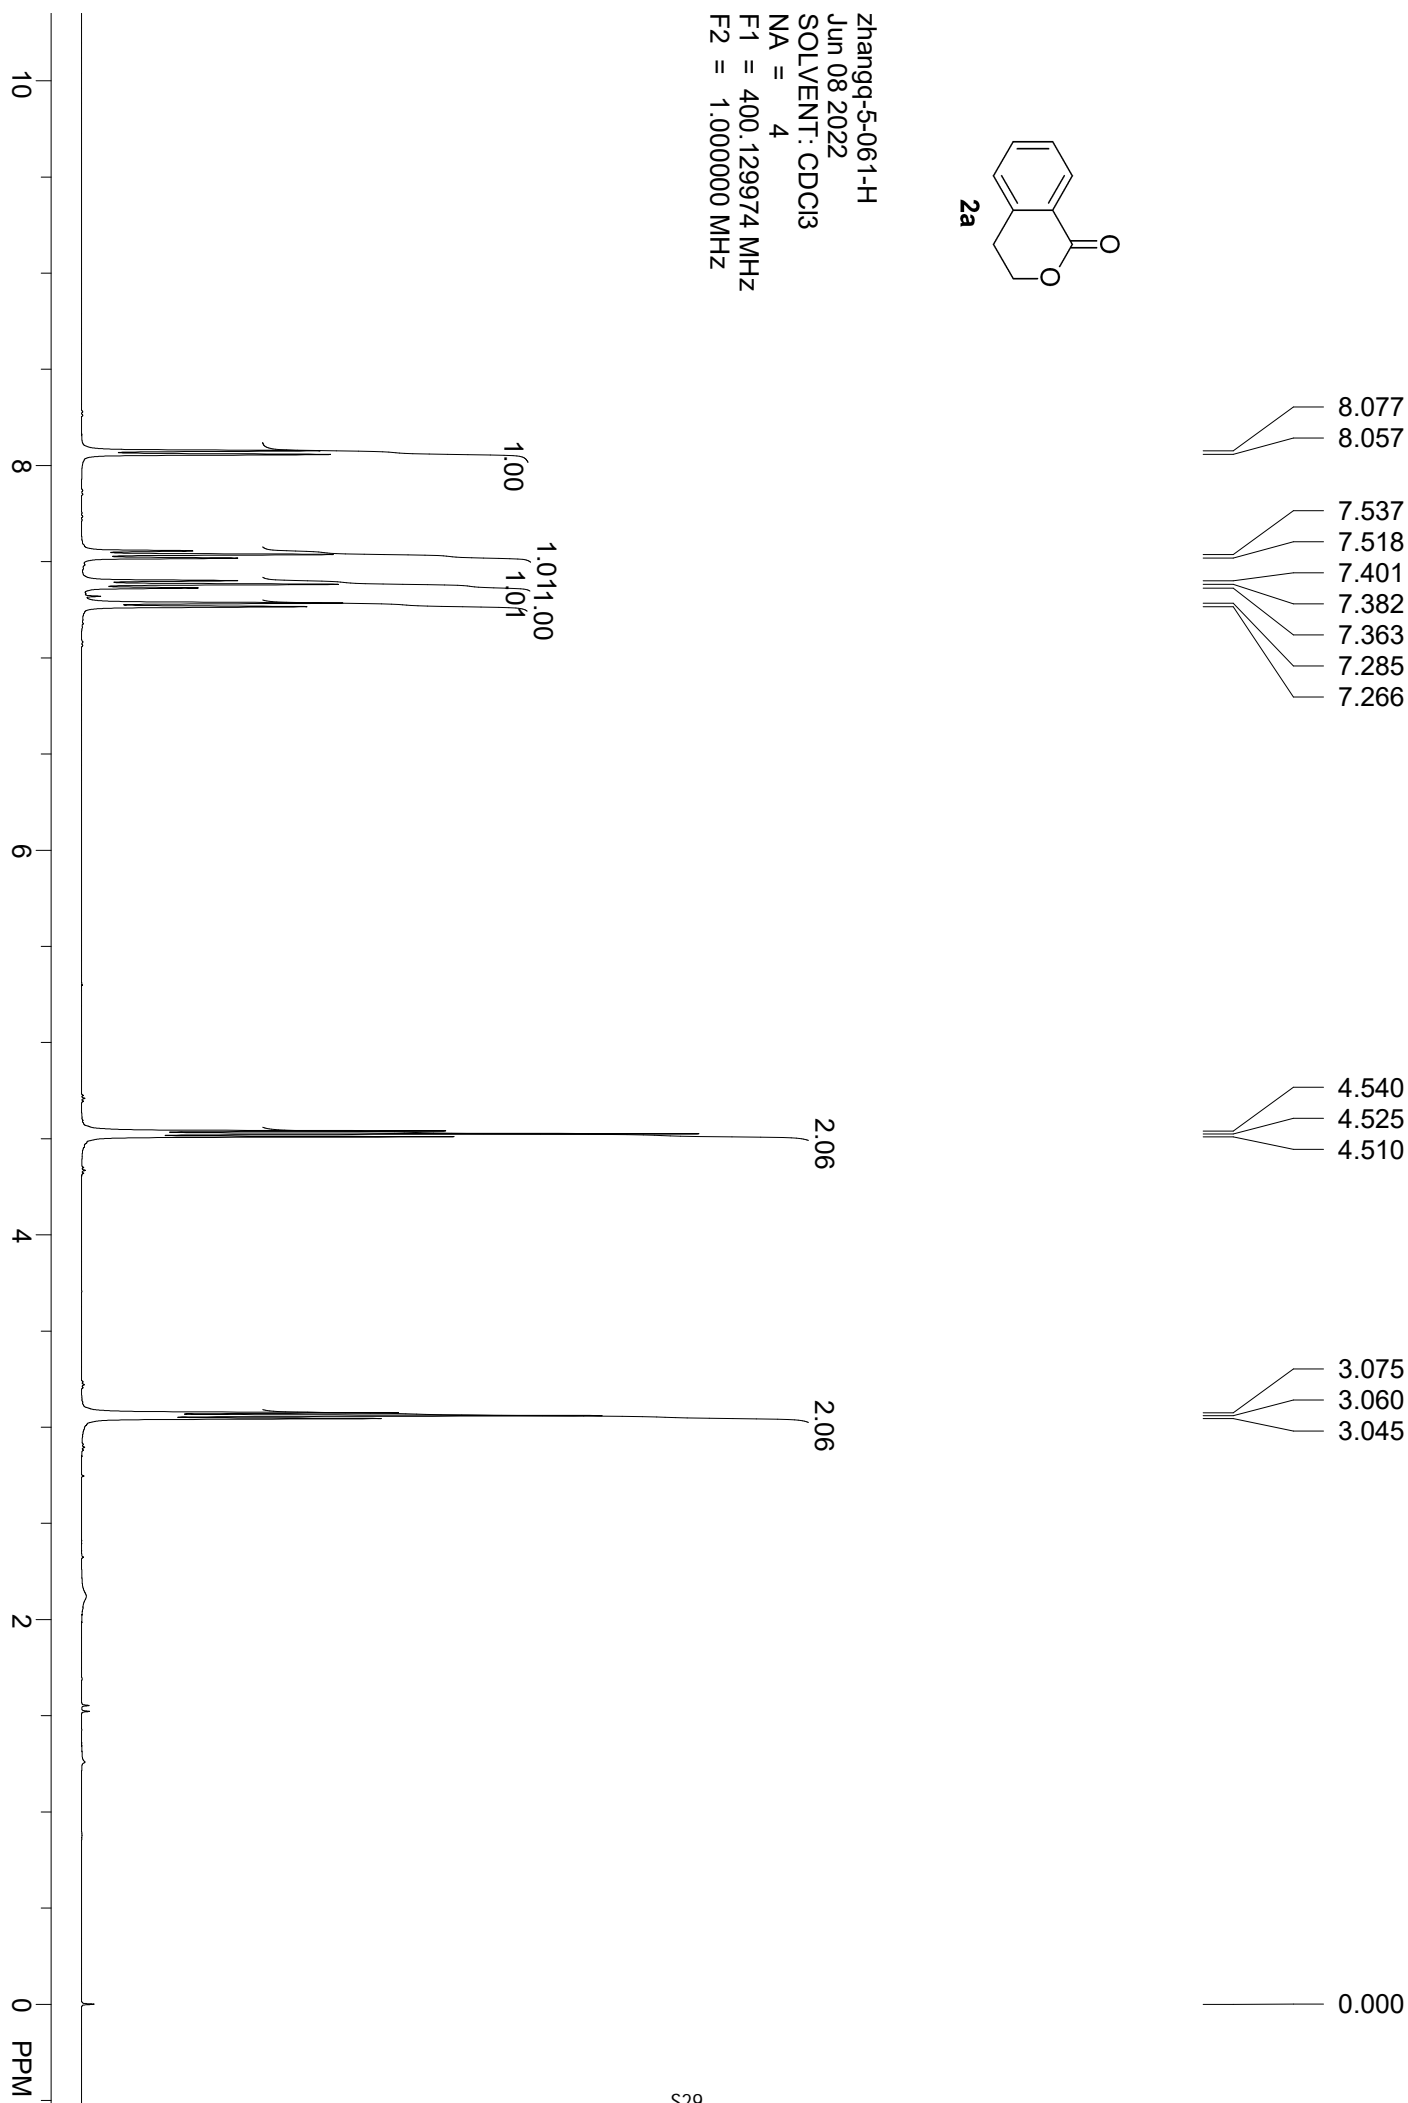 zhangq-5-061-H
Jun 08 2022
SOLVENT: CDCl3
NA = 4
F1 = 400.129974 MHz
F2 = 1.000000 MHz
O
O
2a
8.077
8.057
7.537
7.518
7.401
7.382
7.363
7.285
7.266
4.540
4.525
4.510
3.075
3.060
3.045
0.000
1.00
1.01
1.01
1.00
2.06
2.06
10
8
6
4
2
0
PPM
S29